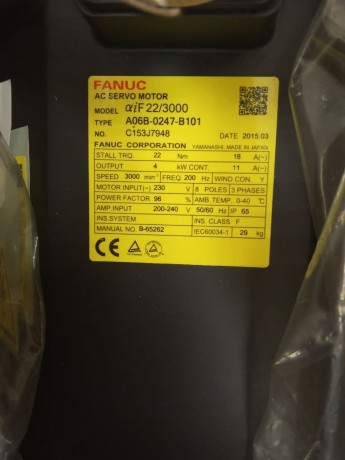 FANUC
AC SERVO MOTOR
MODEL αiF 22/3000
TYPE A06B-0247-B101
NO. C153J7948 DATE 2015.03
FANUC CORPORATION YAMANASHI, MADE IN JAPAN
STALL TRQ. 22 Nm 18 A(~)
OUTPUT 4 kW CONT. 11 A(~)
SPEED 3000 min⁻¹ FREQ 200 Hz WIND.CON. Y
MOTOR INPUT(~) 230 V 8 POLES 3 PHASES
POWER FACTOR 96 % AMB.TEMP. 0-40 ℃
AMP.INPUT 200-240 V 50/60 Hz IP 65
INS.SYSTEM INS. CLASS F
MANUAL NO. B-65262 IEC60034-1 29 kg
CE